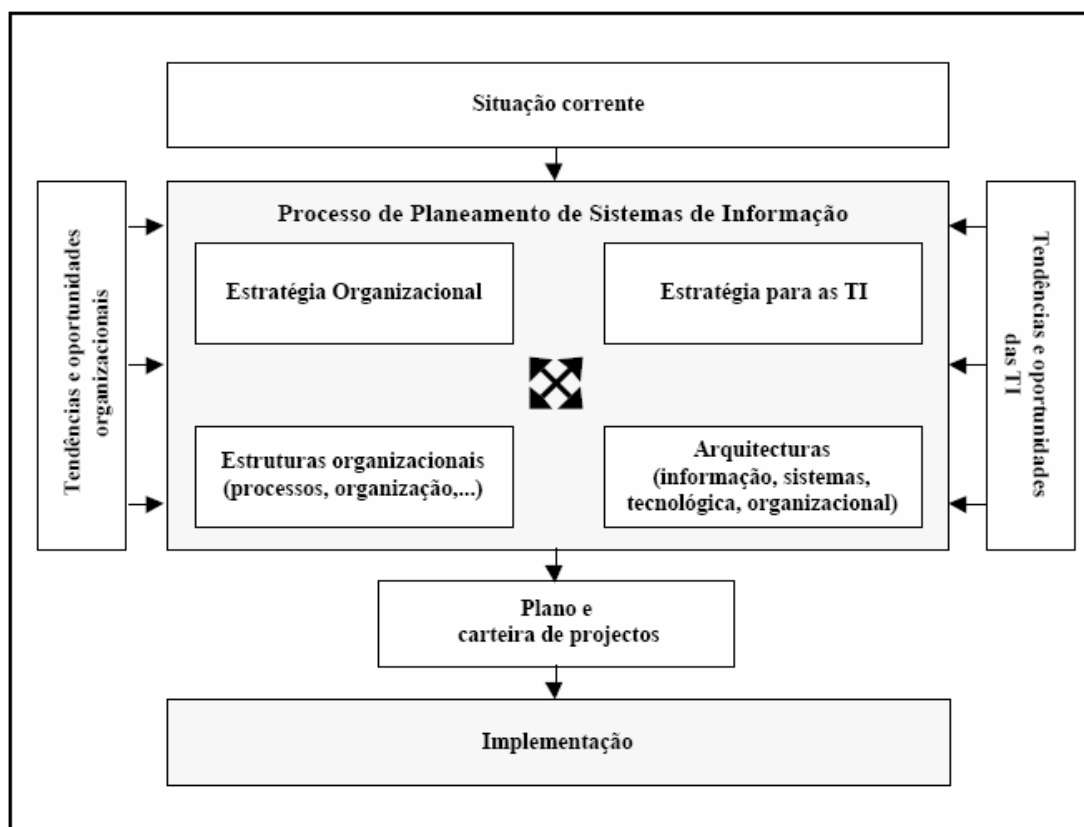 Situação corrente
Tendências e oportunidades
organizacionais
Processo de Planeamento de Sistemas de Informação
Estratégia Organizacional
Estratégia para as TI
Estruturas organizacionais
(processos, organização,...)
Arquitecturas
(informação, sistemas,
tecnológica, organizacional)
Tendências e oportunidades
das TI
Plano e
carteira de projectos
Implementação